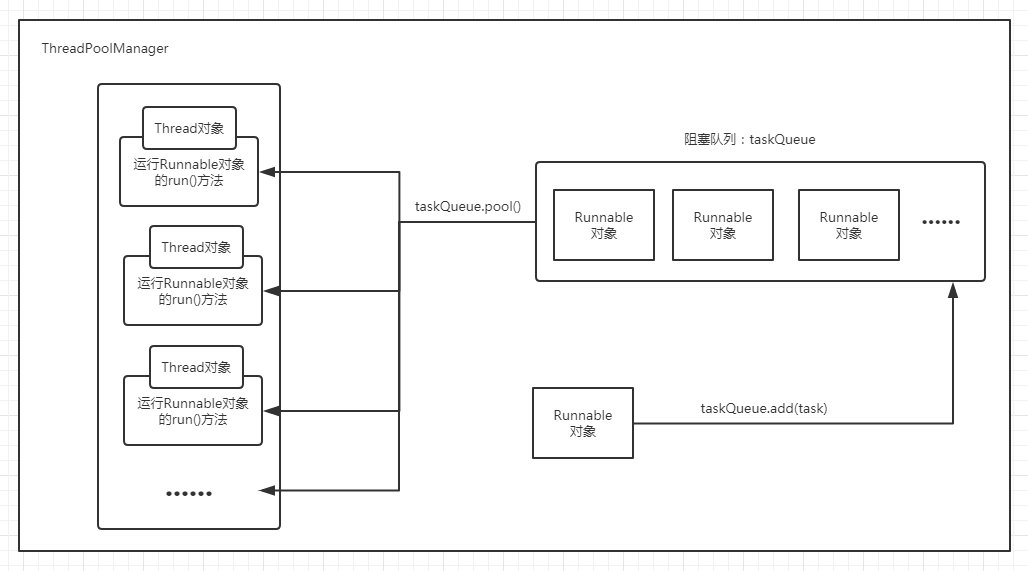 ThreadPoolManager
Thread对象
运行Runnable对象
的run()方法
Thread对象
运行Runnable对象
的run()方法
Thread对象
运行Runnable对象
的run()方法
......
taskQueue.pool()
阻塞队列：taskQueue
Runnable
对象
Runnable
对象
Runnable
对象
......
Runnable
对象
taskQueue.add(task)